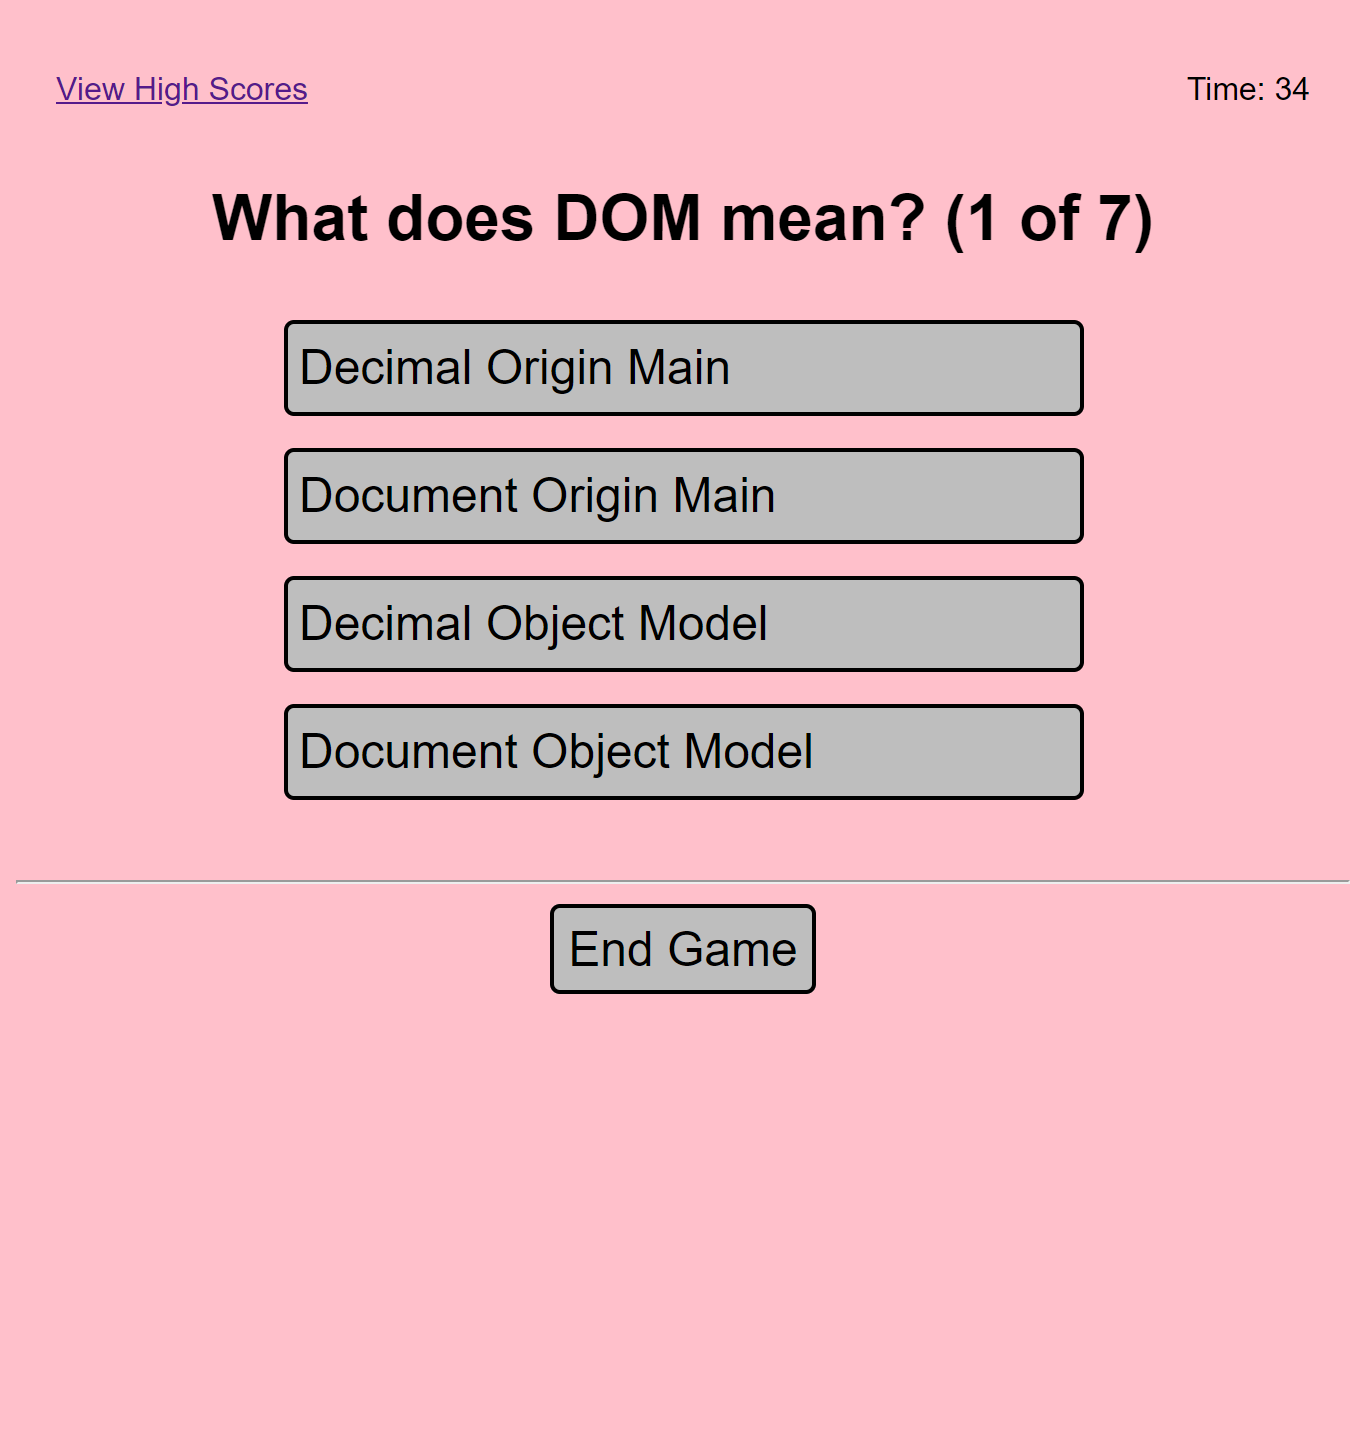 View High Scores
Time: 34
What does DOM mean? (1 of 7)
Decimal Origin Main
Document Origin Main
Decimal Object Model
Document Object Model
End Game